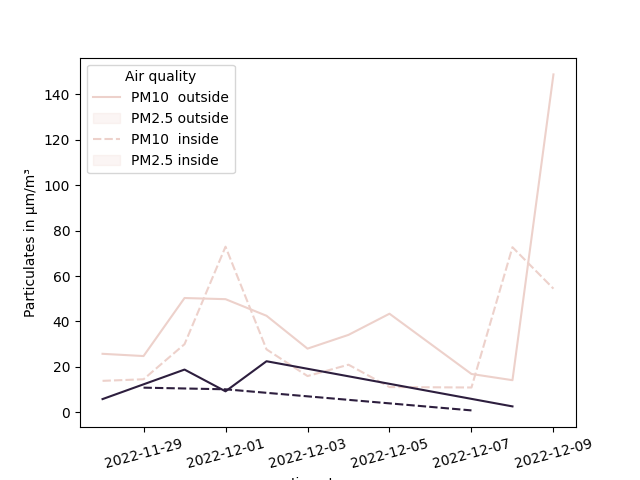 Air quality
PM10  outside
PM2.5 outside
PM10  inside
PM2.5 inside
Particulates in μm/m³
140
120
100
80
60
40
20
0
2022-11-29
2022-12-01
2022-12-03
2022-12-05
2022-12-07
2022-12-09